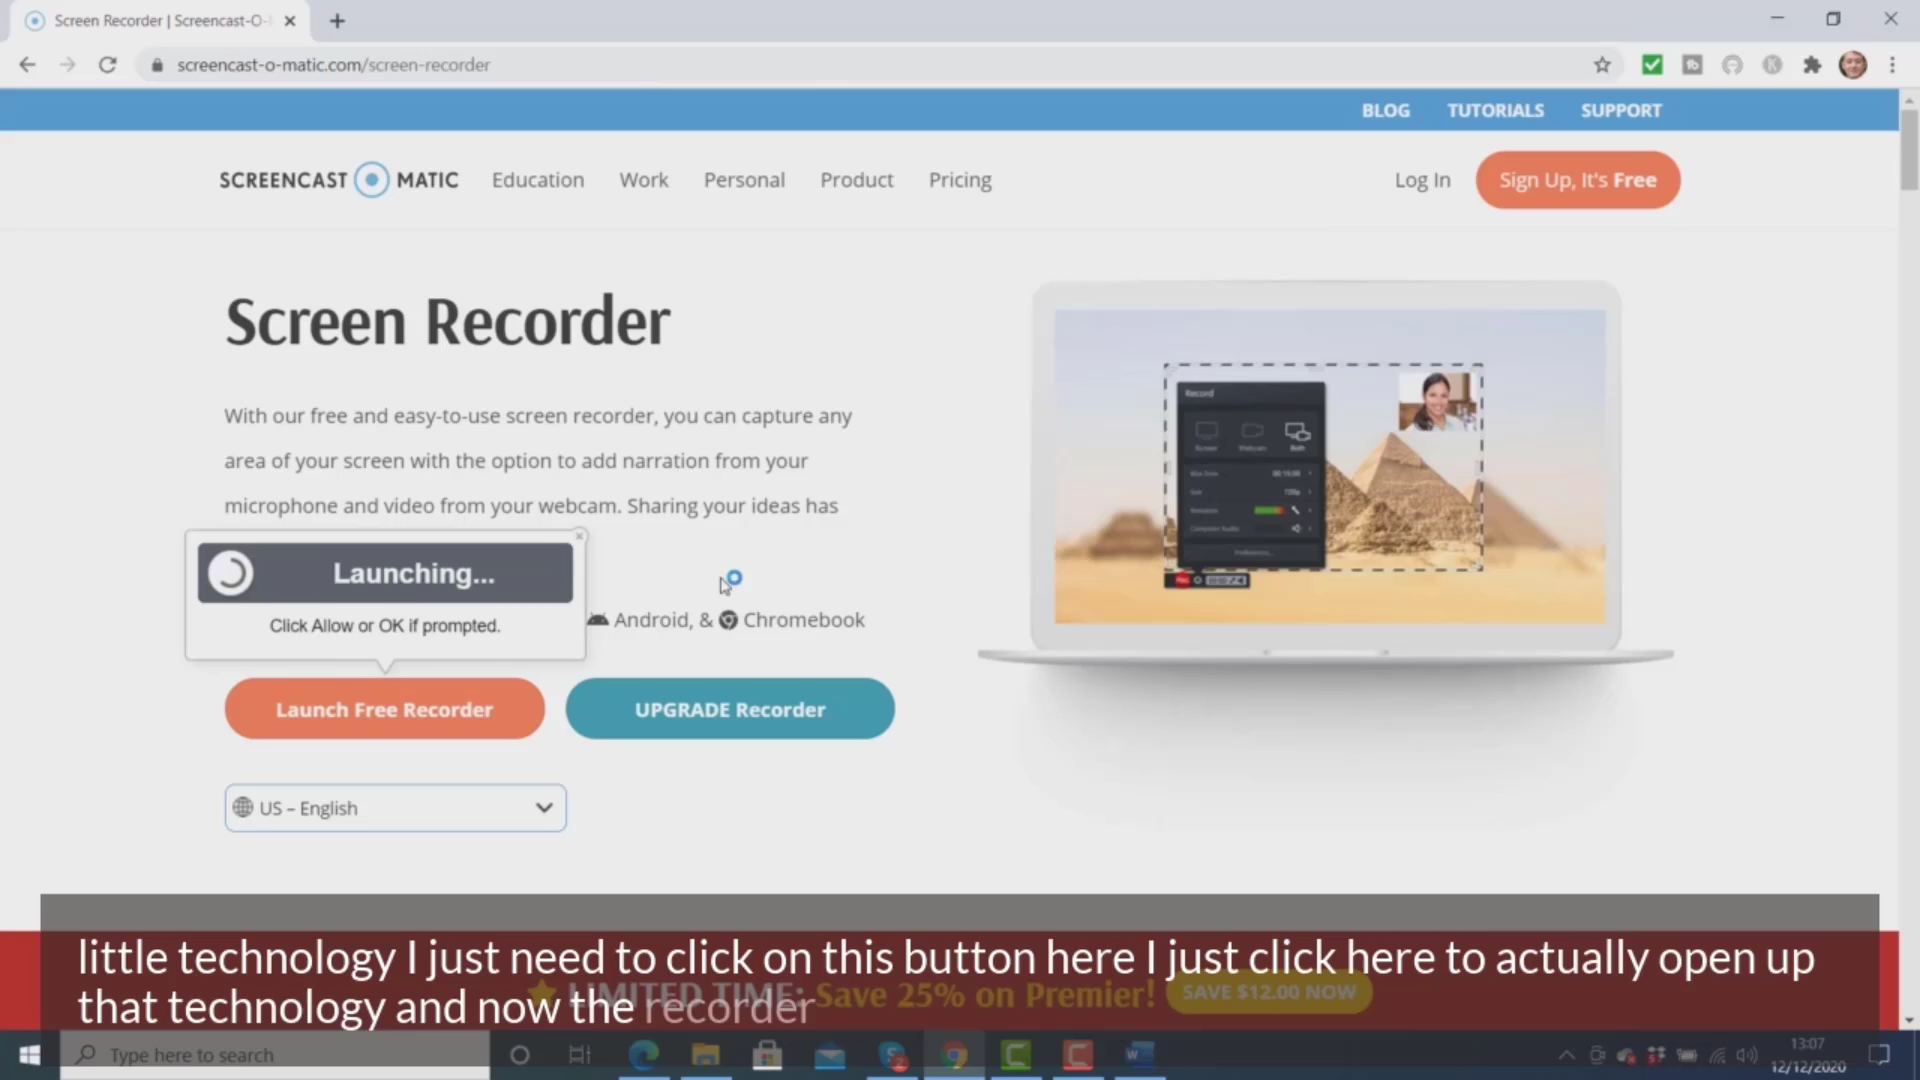 Screen Recorder | Screencast-O-
screencast-o-matic.com/screen-recorder
BLOG TUTORIALS SUPPORT
SCREENCAST MATIC Education Work Personal Product Pricing Log In Sign Up, It's Free
Screen Recorder
With our free and easy-to-use screen recorder, you can capture any
area of your screen with the option to add narration from your
microphone and video from your webcam. Sharing your ideas has
Launching...
Click Allow or OK if prompted.
Android, & Chromebook
Launch Free Recorder UPGRADE Recorder
US – English
Record
Screen Webcam Both
little technology I just need to click on this button here I just click here to actually open up
that technology and now the recorder
LIMITED TIME: Save 25% on Premier! SAVE $12.00 NOW
Type here to search
13:07
12/12/2020